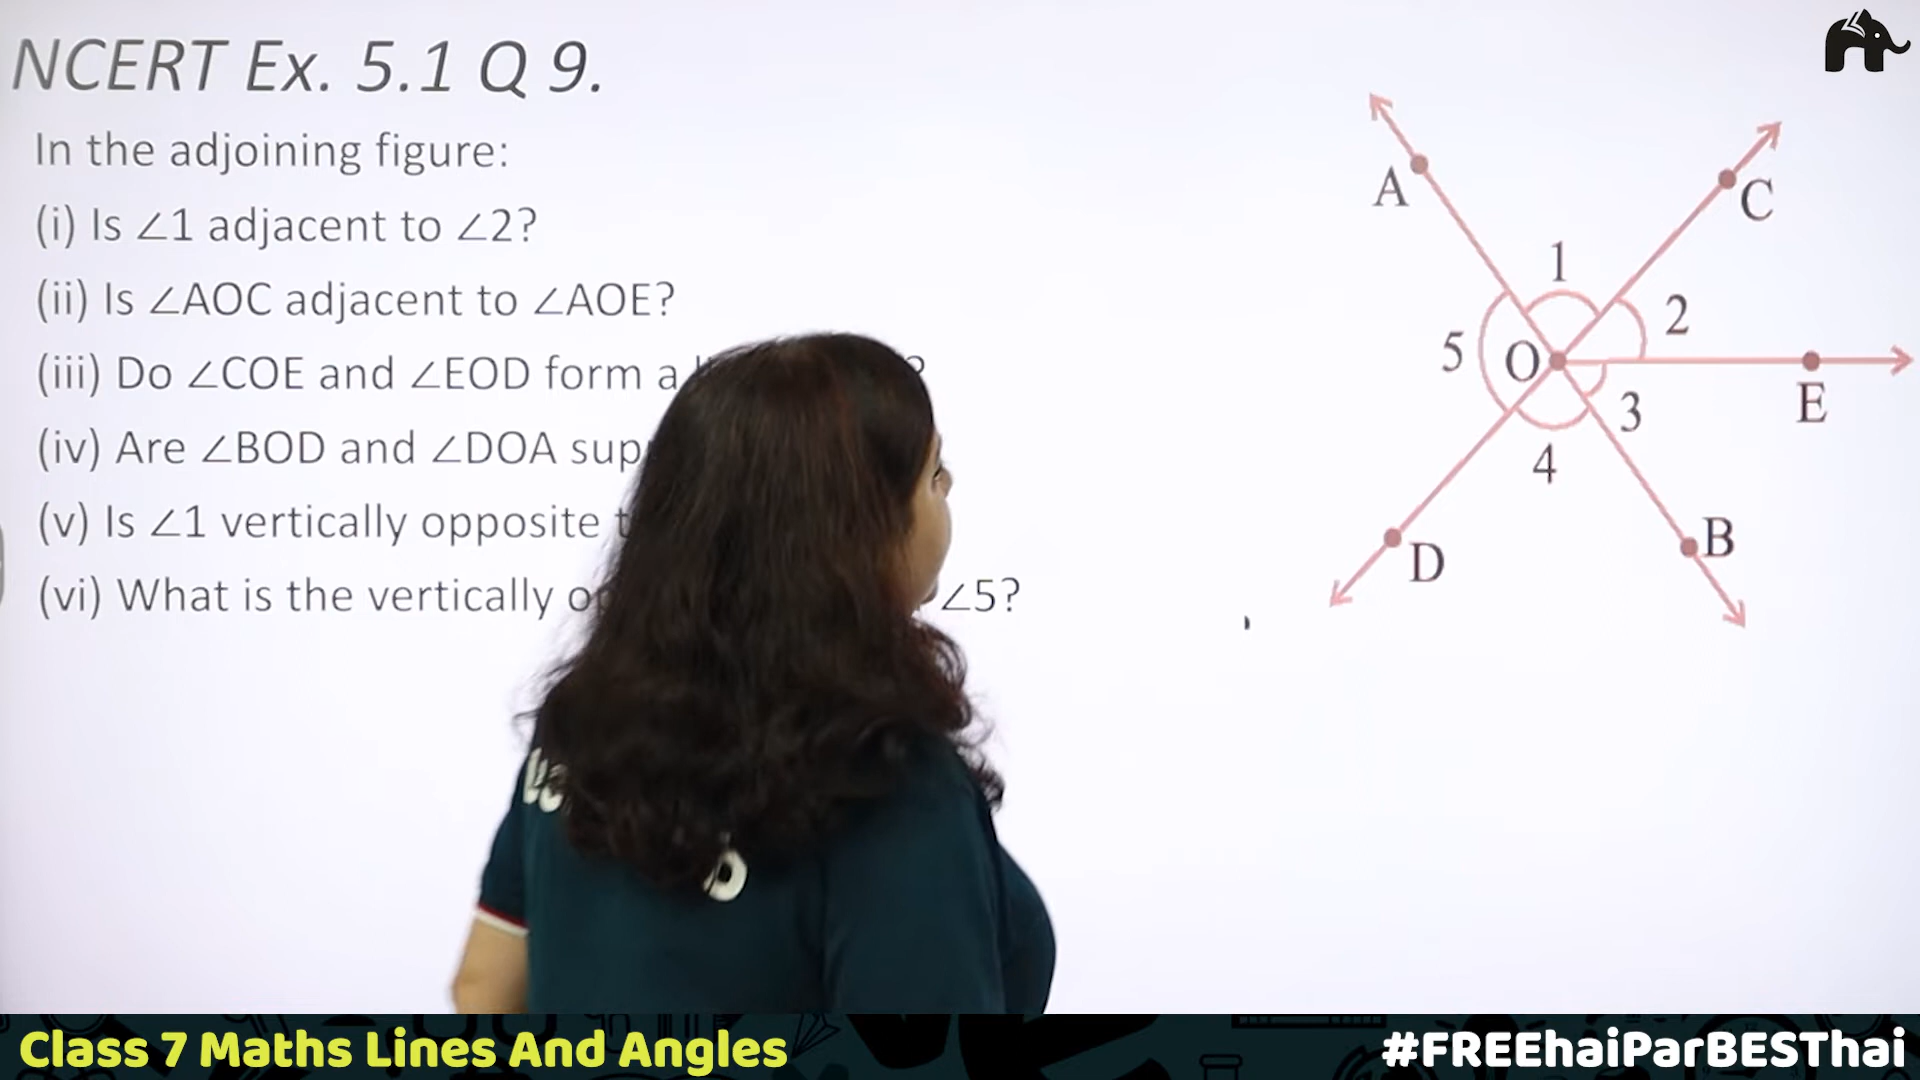 NCERT Ex. 5.1 Q 9.
In the adjoining figure:
(i) Is ∠1 adjacent to ∠2?
(ii) Is ∠AOC adjacent to ∠AOE?
(iii) Do ∠COE and ∠EOD form a ?
(iv) Are ∠BOD and ∠DOA
(v) Is ∠1 vertically opposite
(vi) What is the vertically ∠5?
A
C
1
2
5
O
3
E
4
B
D
Class 7 Maths Lines And Angles
#FREEhaiParBESThai